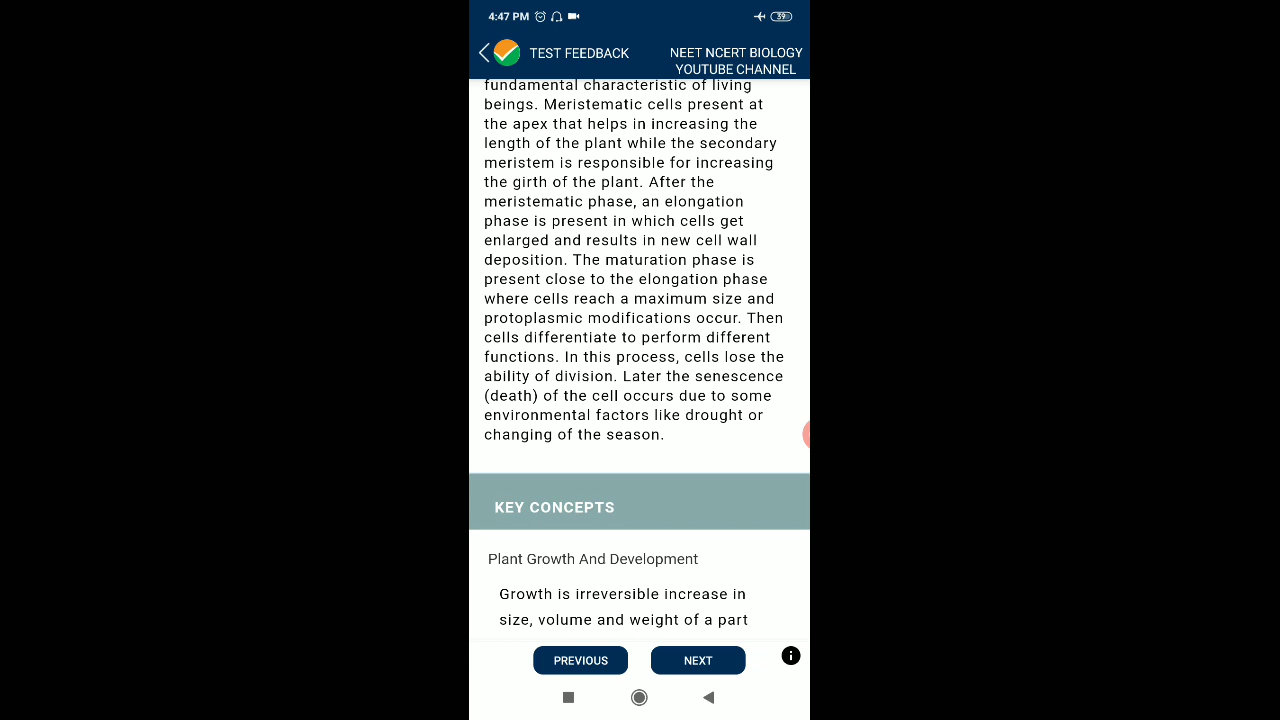 4:47 PM
39
TEST FEEDBACK
NEET NCERT BIOLOGY
YOUTUBE CHANNEL
fundamental characteristic of living
beings. Meristematic cells present at
the apex that helps in increasing the
length of the plant while the secondary
meristem is responsible for increasing
the girth of the plant. After the
meristematic phase, an elongation
phase is present in which cells get
enlarged and results in new cell wall
deposition. The maturation phase is
present close to the elongation phase
where cells reach a maximum size and
protoplasmic modifications occur. Then
cells differentiate to perform different
functions. In this process, cells lose the
ability of division. Later the senescence
(death) of the cell occurs due to some
environmental factors like drought or
changing of the season.
KEY CONCEPTS
Plant Growth And Development
Growth is irreversible increase in
size, volume and weight of a part
PREVIOUS
NEXT